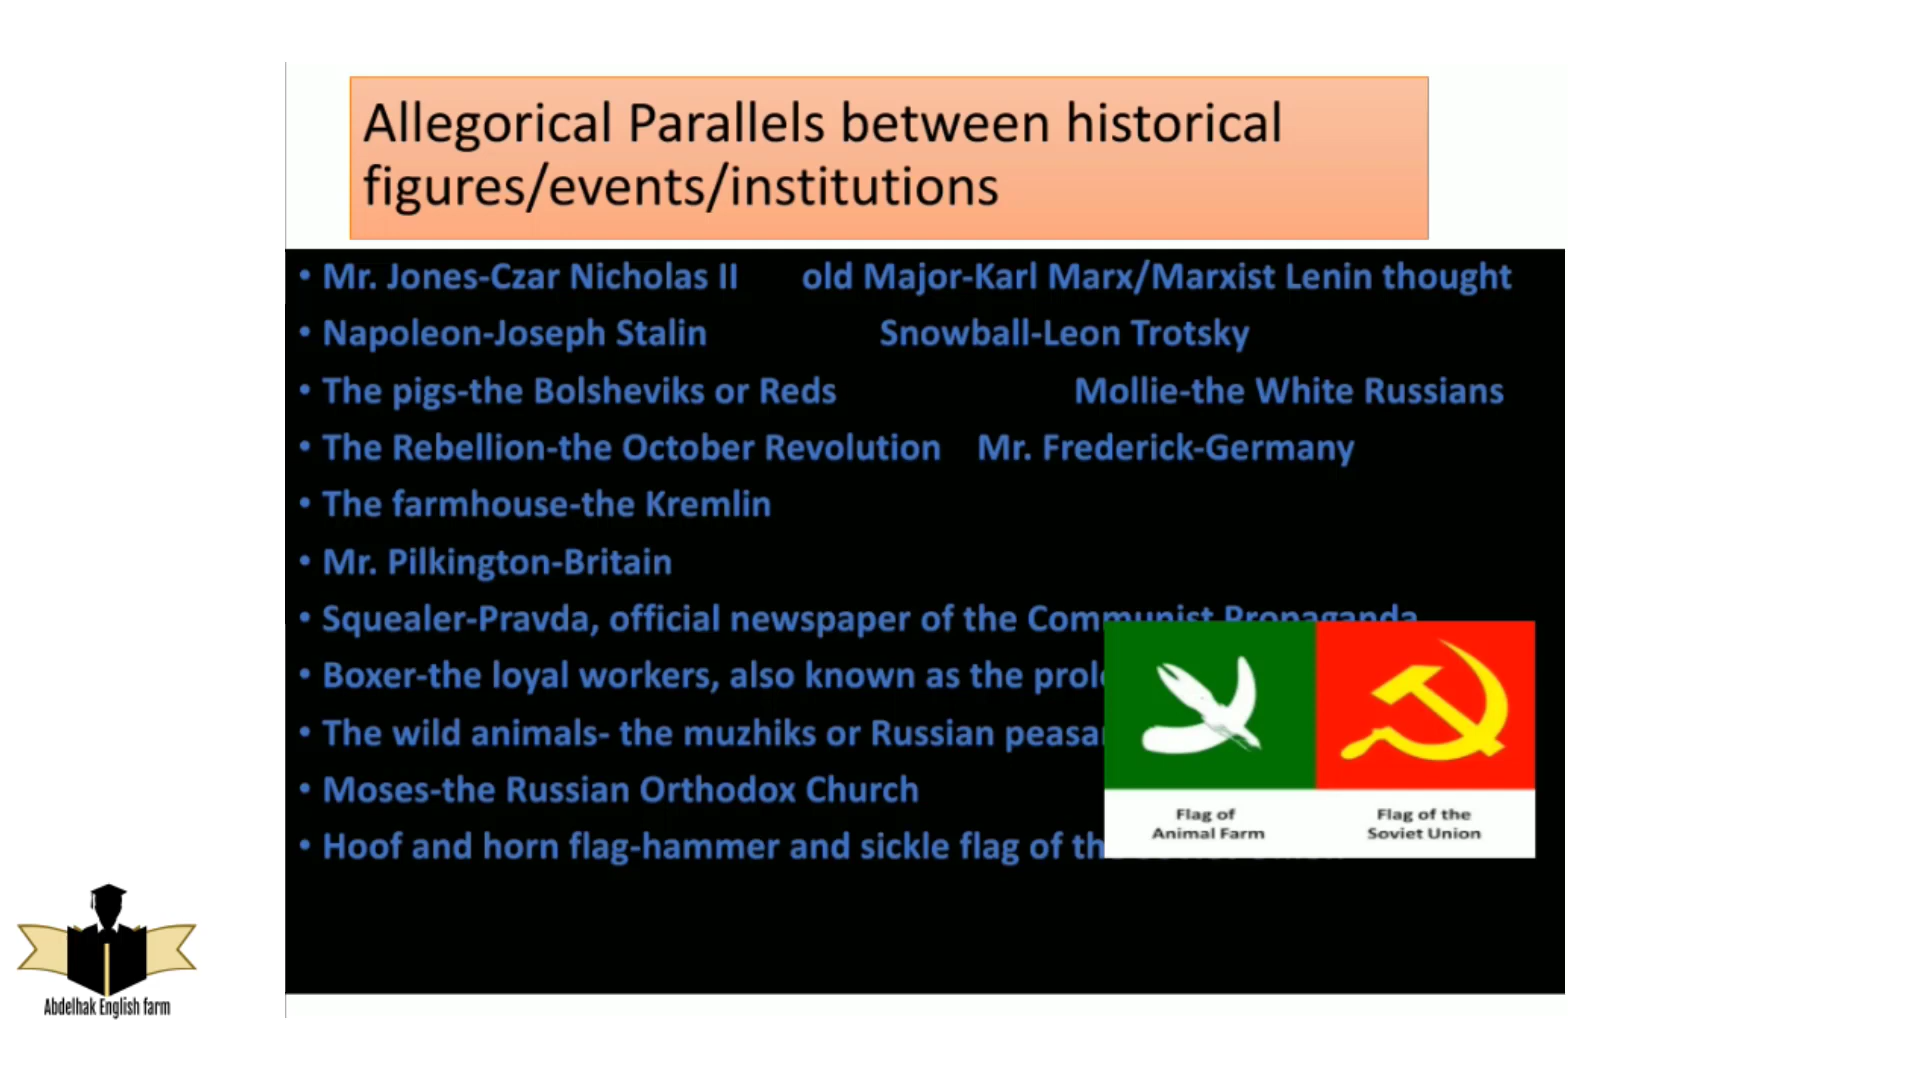 Allegorical Parallels between historical
figures/events/institutions
• Mr. Jones-Czar Nicholas II old Major-Karl Marx/Marxist Lenin thought
• Napoleon-Joseph Stalin Snowball-Leon Trotsky
• The pigs-the Bolsheviks or Reds Mollie-the White Russians
• The Rebellion-the October Revolution Mr. Frederick-Germany
• The farmhouse-the Kremlin
• Mr. Pilkington-Britain
• Squealer-Pravda, official newspaper of the Communist Propaganda
• Boxer-the loyal workers, also known as the
• The wild animals- the muzhiks or Russian
• Moses-the Russian Orthodox Church
• Hoof and horn flag-hammer and sickle flag of
Flag of
Animal Farm
Flag of the
Soviet Union
Abdelhak English farm